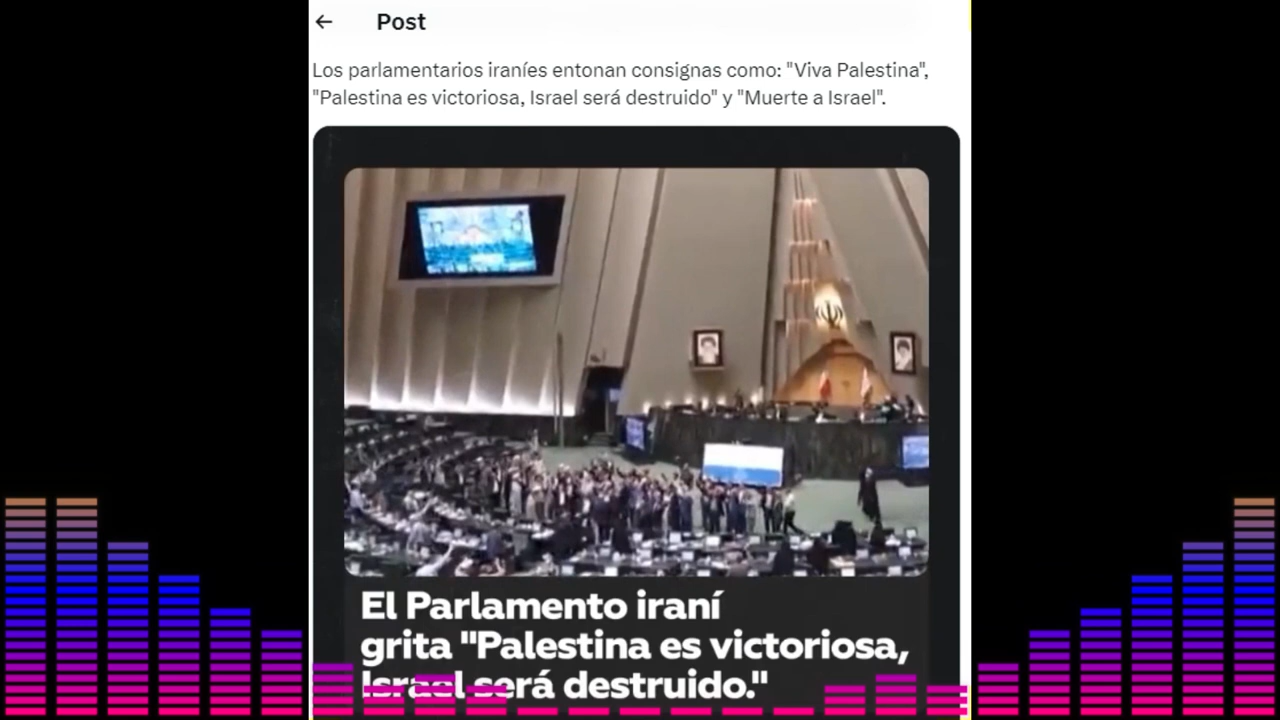 Post
Los parlamentarios iraníes entonan consignas como: "Viva Palestina",
"Palestina es victoriosa, Israel será destruido" y "Muerte a Israel".
El Parlamento iraní
grita "Palestina es victoriosa,
Israel será destruido."